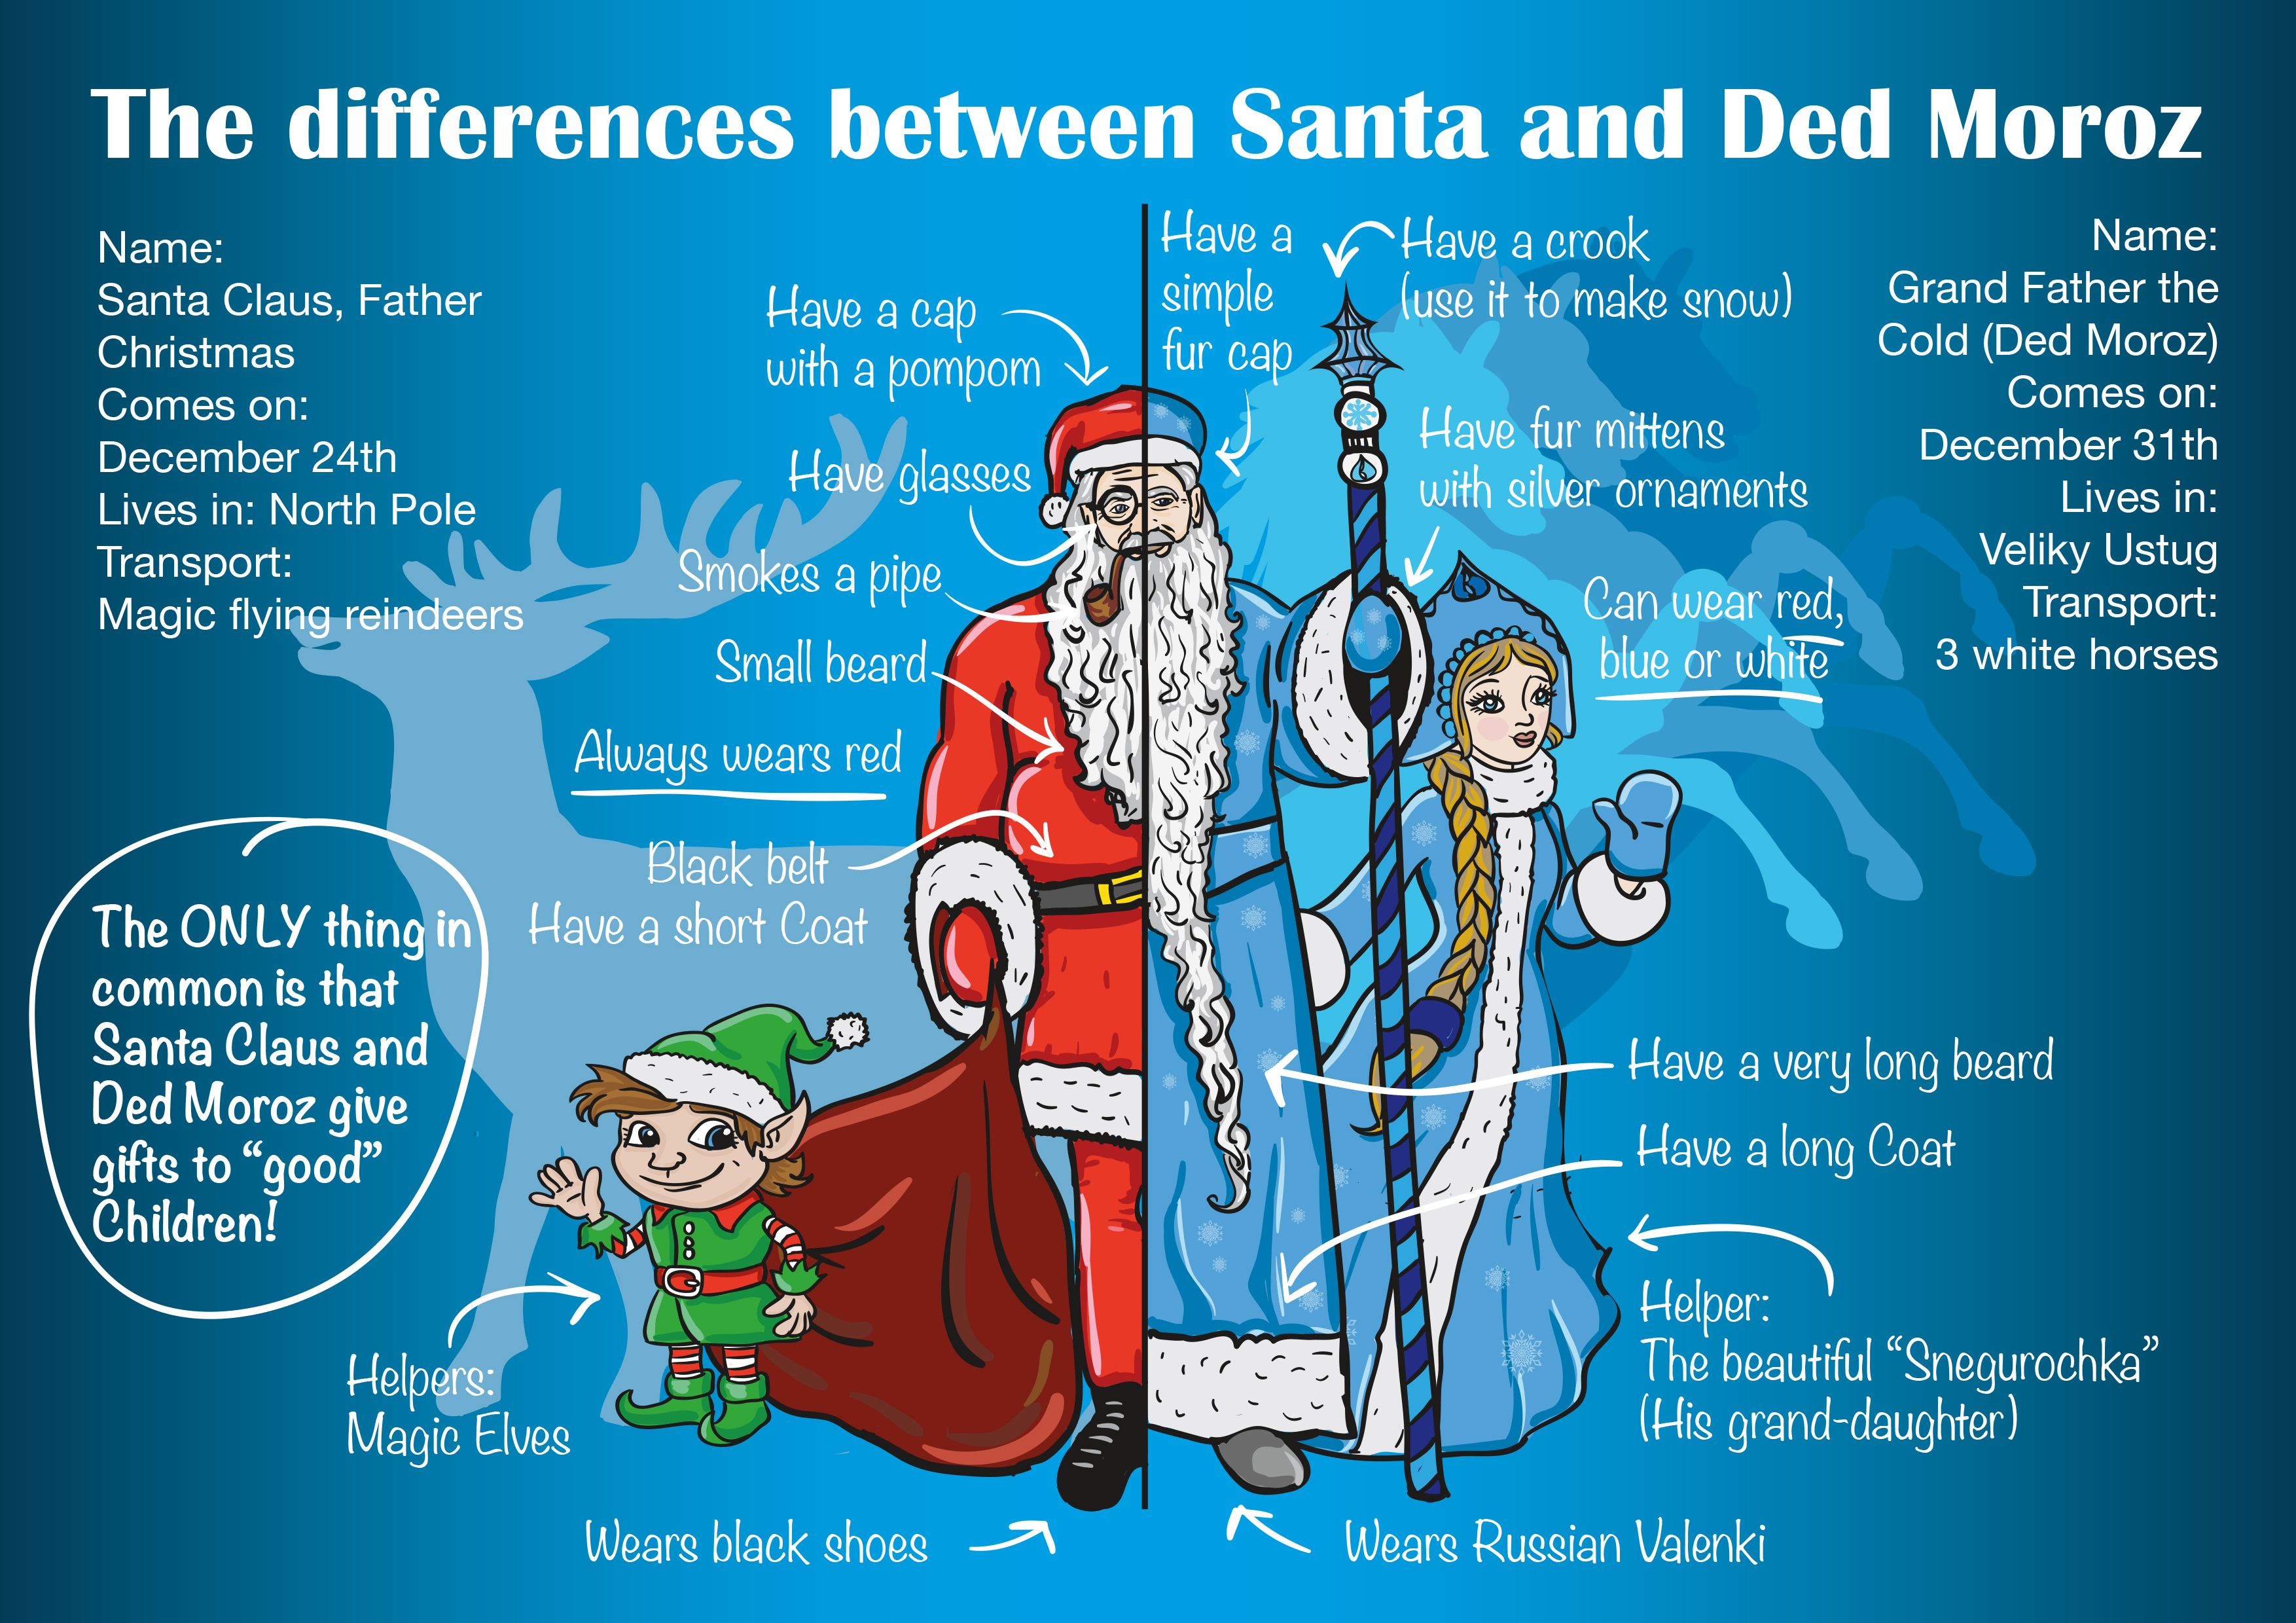 The differences between Santa and Ded Moroz
Name:
Santa Claus, Father
Christmas
Comes on:
December 24th
Lives in: North Pole
Transport:
Magic flying reindeers
Have a cap
with a pompom
Have glasses
Smokes a pipe
Small beard
Always wears red
Black belt
Have a short Coat
The ONLY thing in
common is that
Santa Claus and
Ded Moroz give
gifts to “good”
Children!
Helpers:
Magic Elves
Wears black shoes
Have a
simple
fur cap
Have a crook
(use it to make snow)
Have fur mittens
with silver ornaments
Can wear red,
blue or white
Name:
Grand Father the
Cold (Ded Moroz)
Comes on:
December 31th
Lives in:
Veliky Ustug
Transport:
3 white horses
Have a very long beard
Have a long Coat
Helper:
The beautiful “Snegurochka”
(His grand-daughter)
Wears Russian Valenki